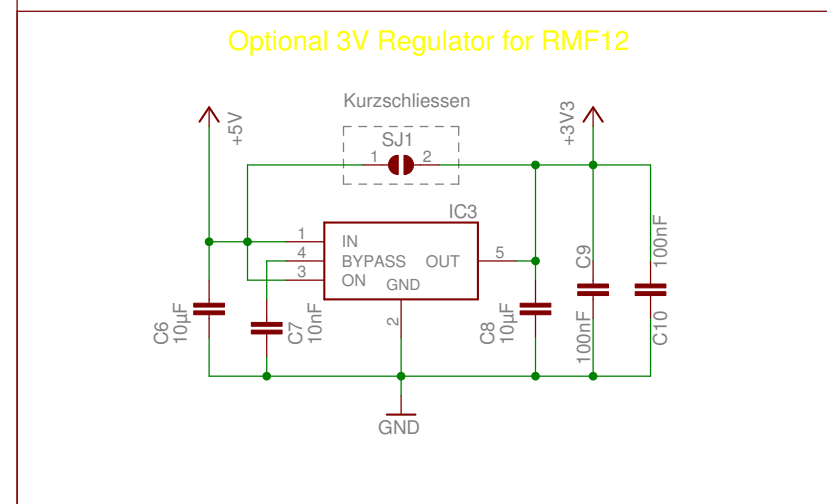 Optional 3V Regulator for RMF12
Kurzschliessen
+5V
SJ1
1 2
+3V3
IC3
1 IN
4 BYPASS OUT 5
3 ON GND
2
C6 10µF
C7 10nF
C8 10µF
C9 100nF
C10 100nF
GND